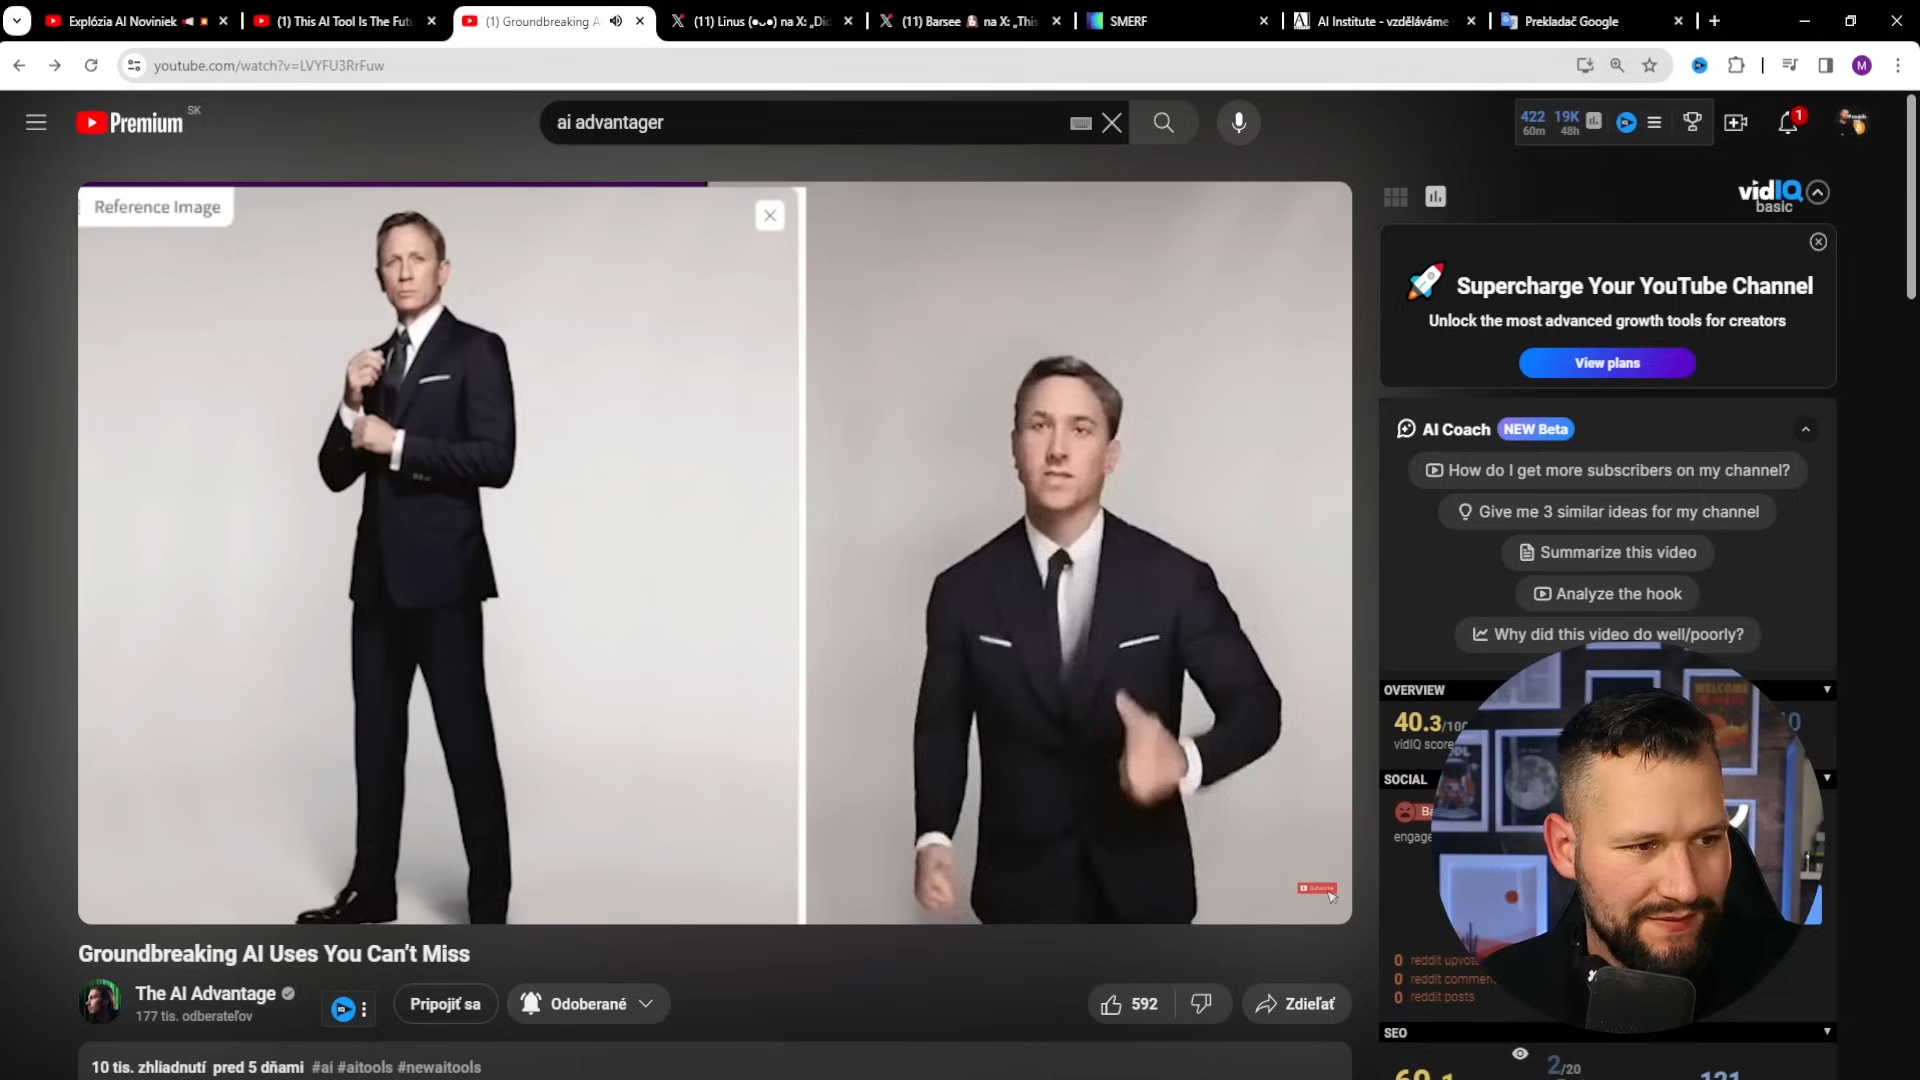 Explózia AI Noviniek
(1) This AI Tool Is The Futu
(1) Groundbreaking A
(11) Linus (●ᴗ●) na X: „Did
(11) Barsee na X: „This
SMERF
AI Institute - vzděláváme
Prekladač Google
youtube.com/watch?v=LVYFU3RrFuw
M
Premium SK
ai advantager
422 19K
60m 48h
1
Reference Image
Subscribe
vidIQ
basic
Supercharge Your YouTube Channel
Unlock the most advanced growth tools for creators
View plans
AI Coach NEW Beta
How do I get more subscribers on my channel?
Give me 3 similar ideas for my channel
Summarize this video
Analyze the hook
Why did this video do well/poorly?
OVERVIEW
40.3/100
vidIQ score
SOCIAL
Ba
engage
WELCOME
0 reddit upvot
0 reddit commen
0 reddit posts
SEO
2/20
Groundbreaking AI Uses You Can't Miss
The AI Advantage
177 tis. odberateľov
Pripojiť sa
Odoberané
592
Zdieľať
10 tis. zhliadnutí pred 5 dňami #ai #aitools #newaitools